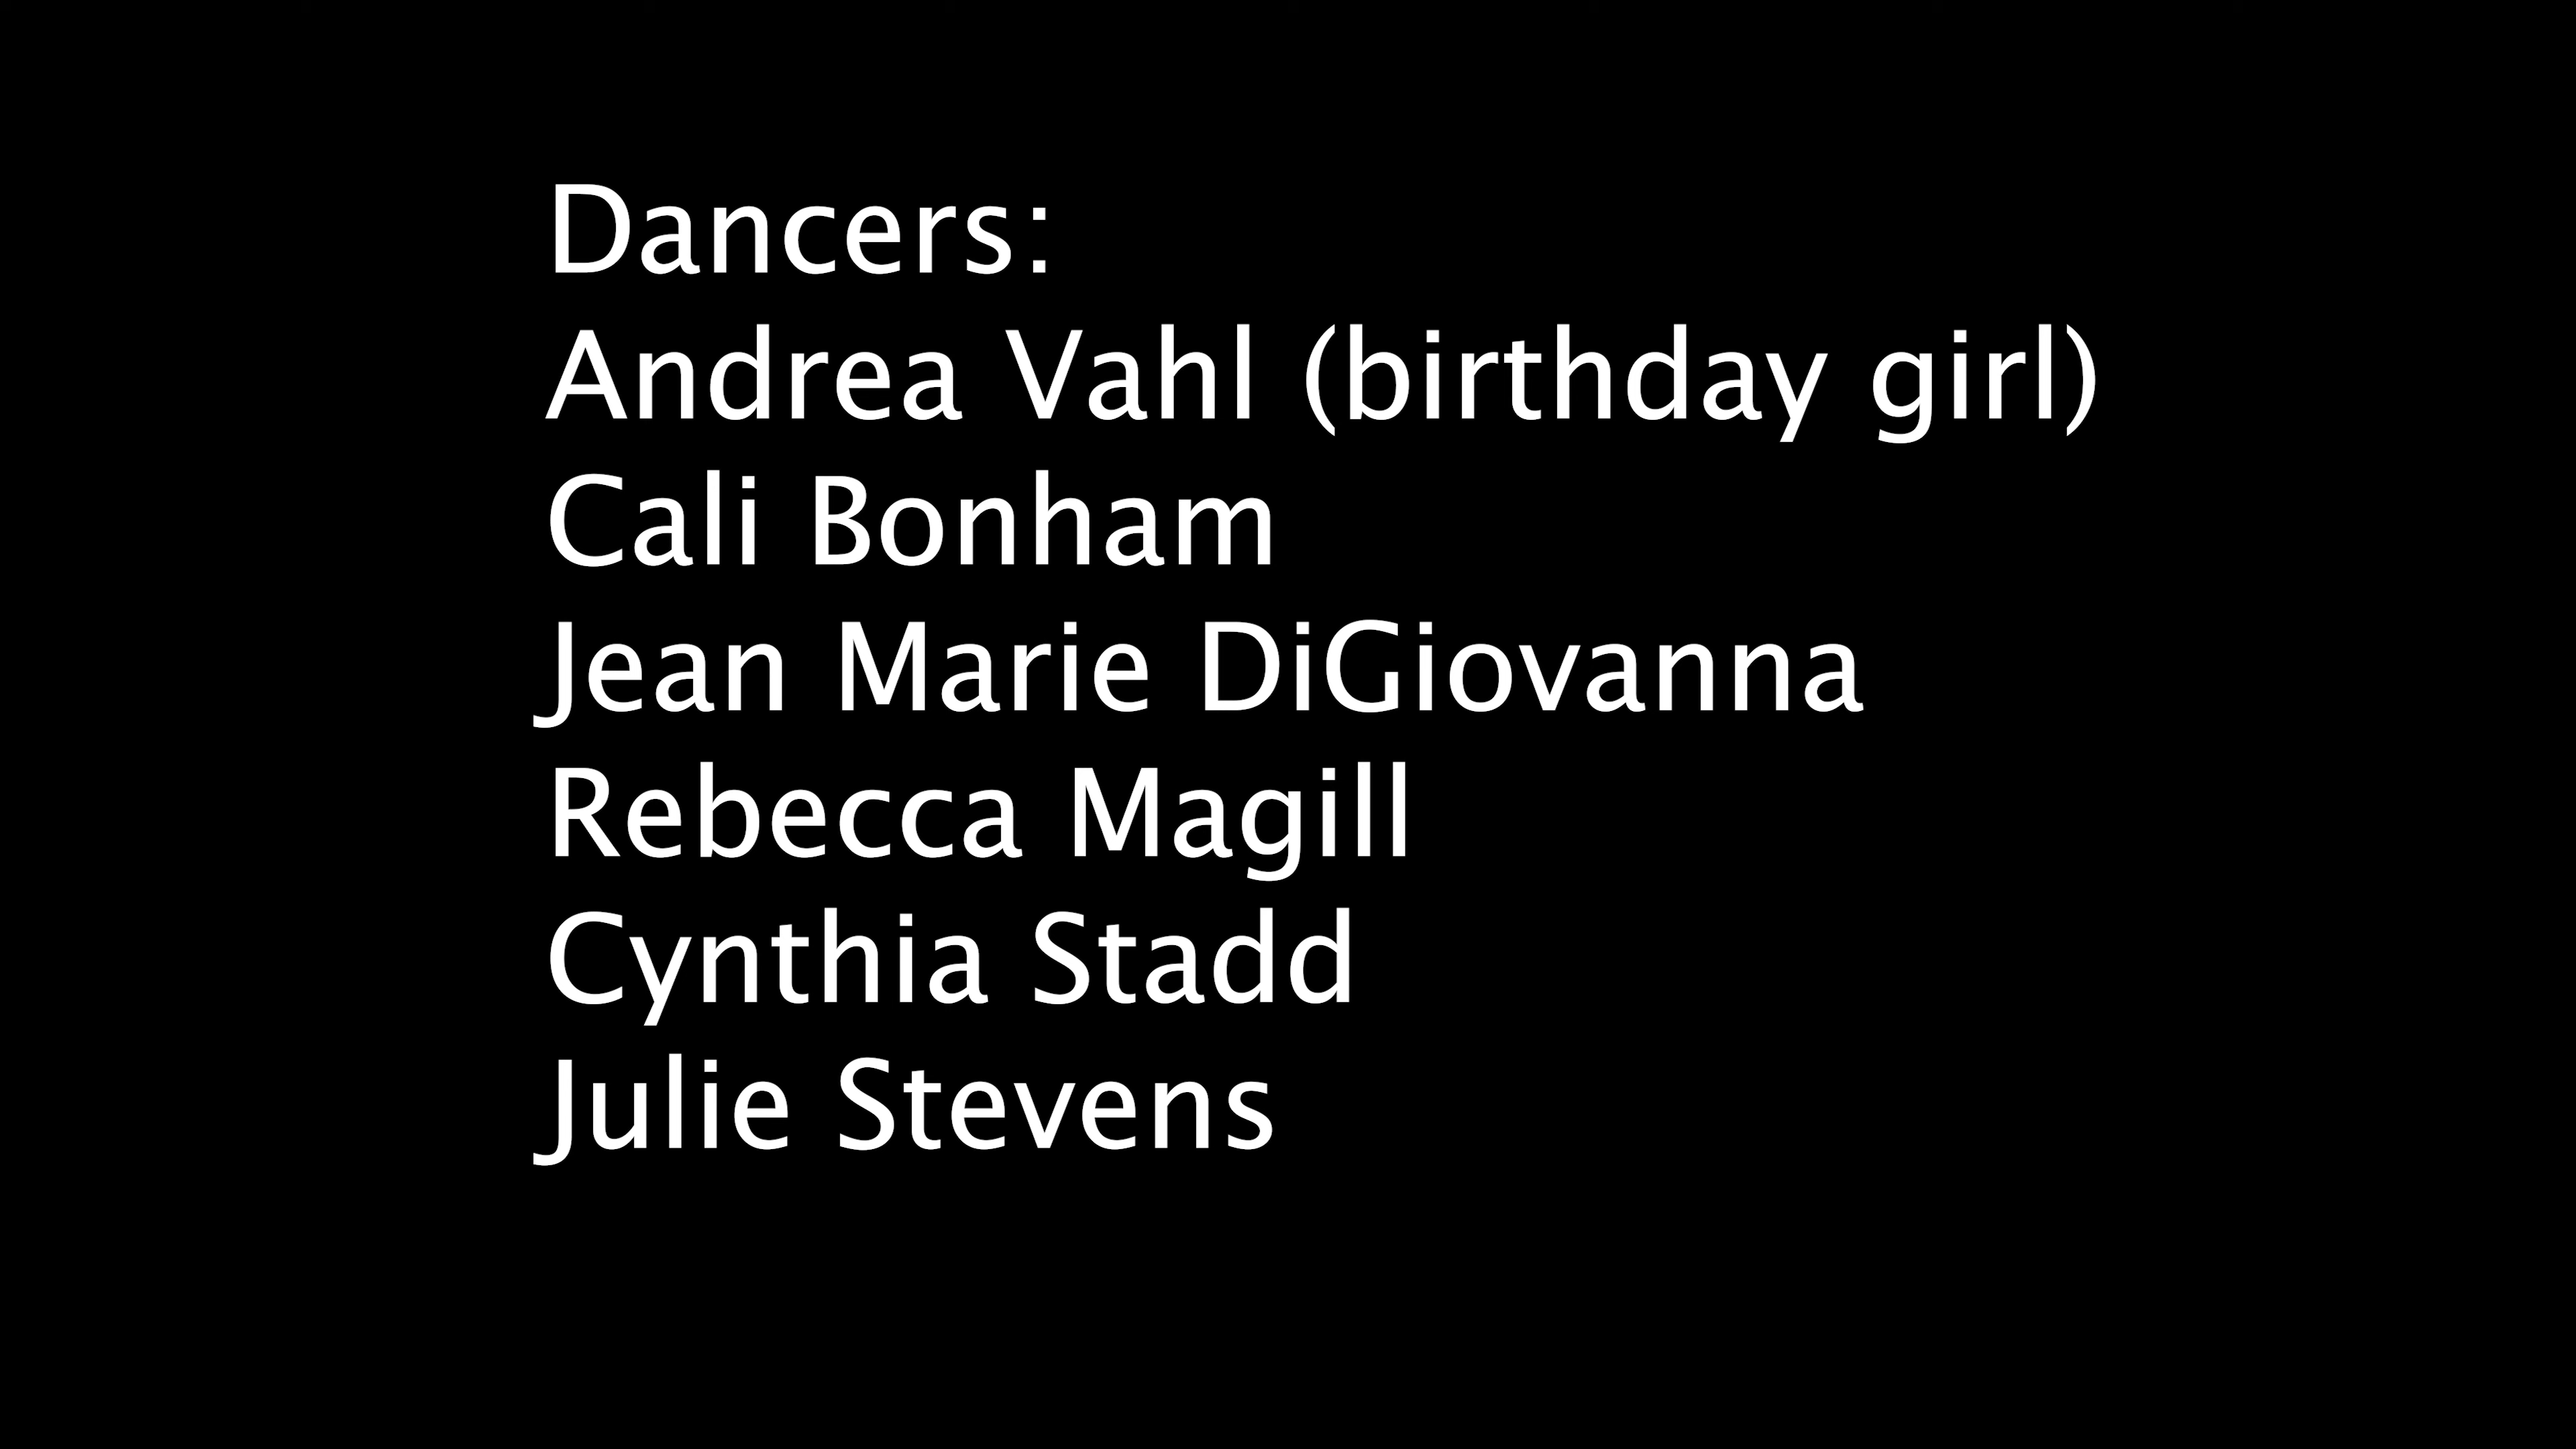 Dancers:
Andrea Vahl (birthday girl)
Cali Bonham
Jean Marie DiGiovanna
Rebecca Magill
Cynthia Stadd
Julie Stevens